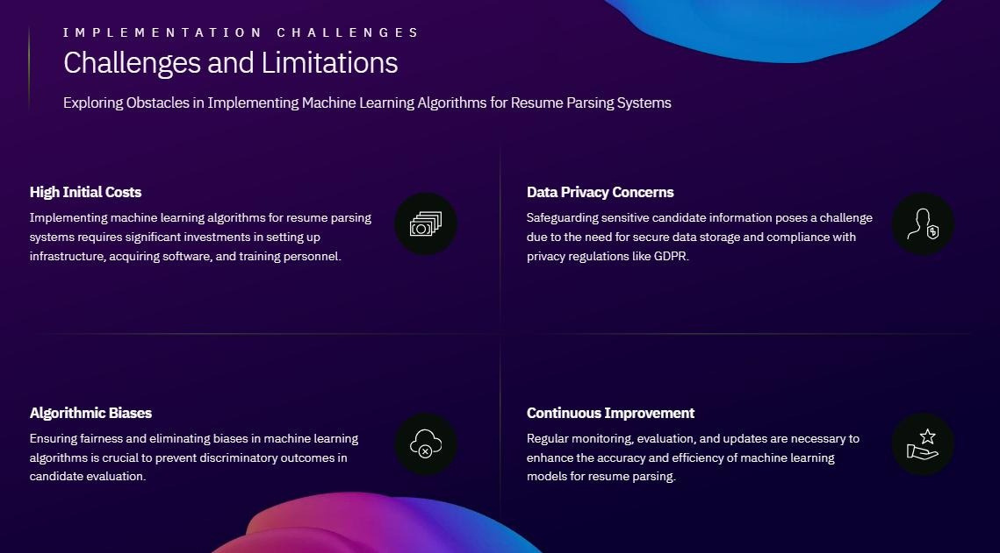 IMPLEMENTATION CHALLENGES
Challenges and Limitations
Exploring Obstacles in Implementing Machine Learning Algorithms for Resume Parsing Systems
High Initial Costs
Implementing machine learning algorithms for resume parsing
systems requires significant investments in setting up
infrastructure, acquiring software, and training personnel.
Data Privacy Concerns
Safeguarding sensitive candidate information poses a challenge
due to the need for secure data storage and compliance with
privacy regulations like GDPR.
Algorithmic Biases
Ensuring fairness and eliminating biases in machine learning
algorithms is crucial to prevent discriminatory outcomes in
candidate evaluation.
Continuous Improvement
Regular monitoring, evaluation, and updates are necessary to
enhance the accuracy and efficiency of machine learning
models for resume parsing.